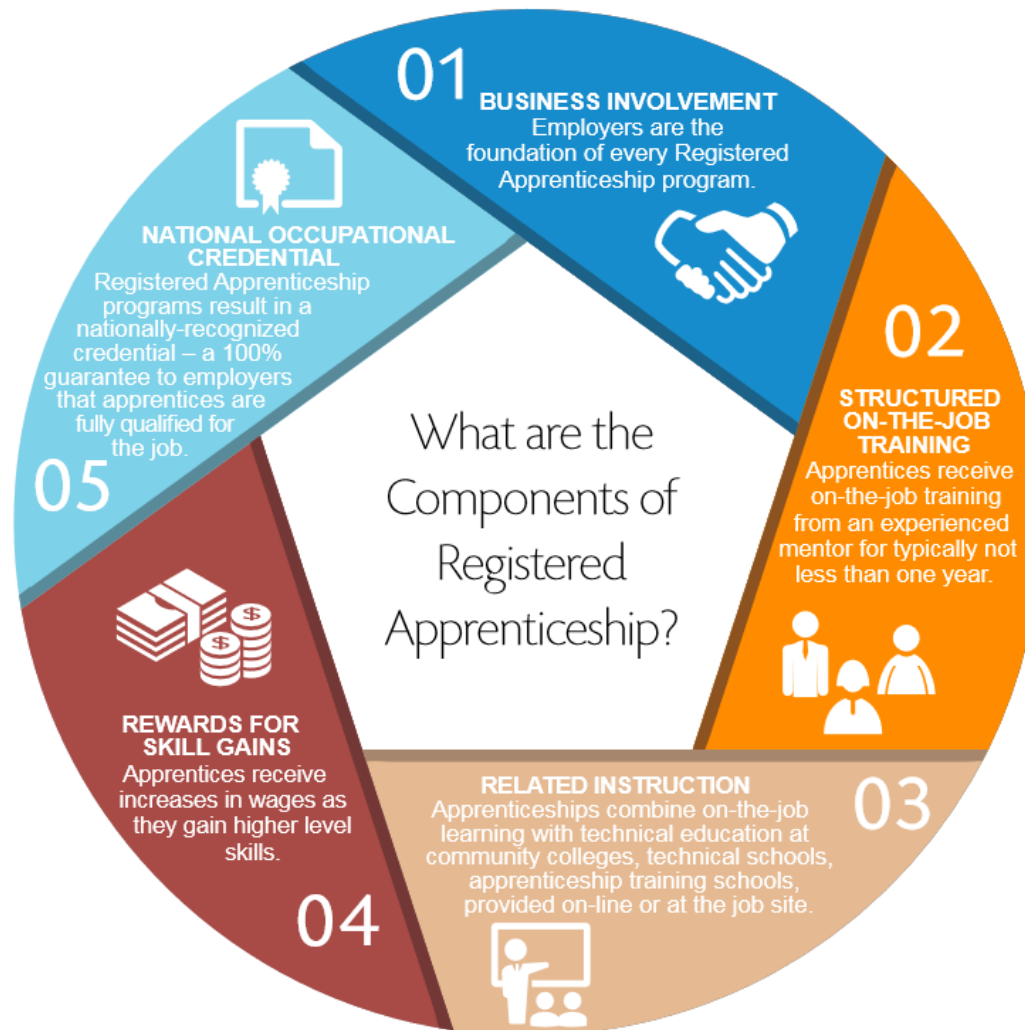 What are the
Components of
Registered
Apprenticeship?
01
BUSINESS INVOLVEMENT
Employers are the
foundation of every Registered
Apprenticeship program.
02
STRUCTURED
ON-THE-JOB
TRAINING
Apprentices receive
on-the-job training
from an experienced
mentor for typically not
less than one year.
03
RELATED INSTRUCTION
Apprenticeships combine on-the-job
learning with technical education at
community colleges, technical schools,
apprenticeship training schools,
provided on-line or at the job site.
04
REWARDS FOR
SKILL GAINS
Apprentices receive
increases in wages as
they gain higher level
skills.
05
NATIONAL OCCUPATIONAL
CREDENTIAL
Registered Apprenticeship
programs result in a
nationally-recognized
credential – a 100%
guarantee to employers
that apprentices are
fully qualified for
the job.
$
$